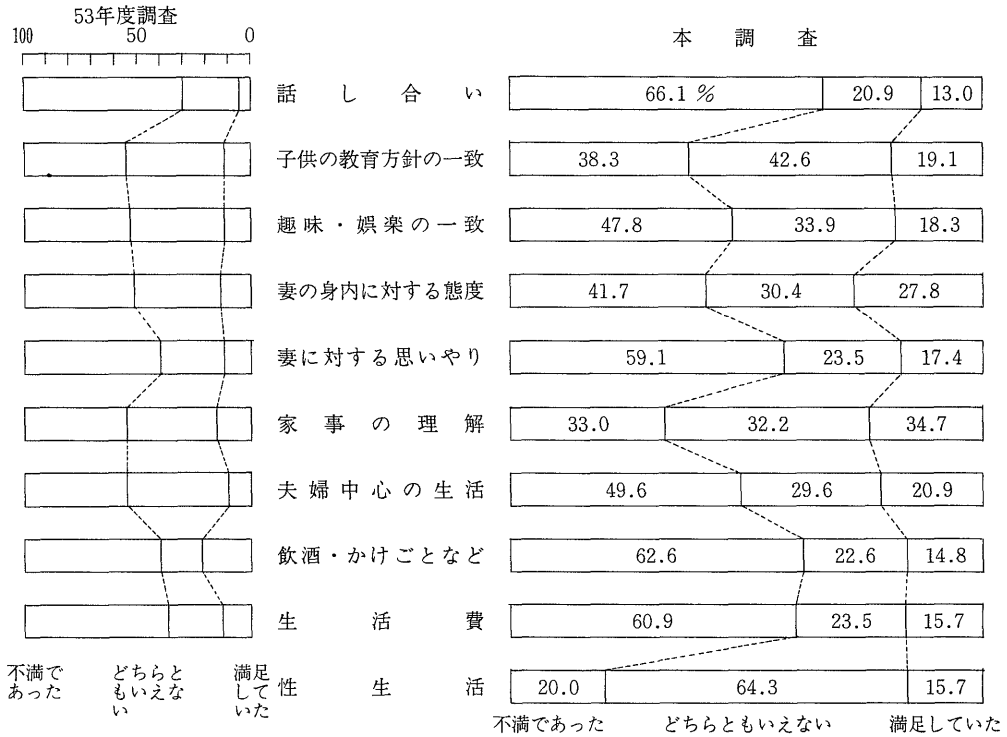 53年度調査
100 50 0
本調査
話し合い 66.1 % 20.9 13.0
子供の教育方針の一致 38.3 42.6 19.1
趣味・娯楽の一致 47.8 33.9 18.3
妻の身内に対する態度 41.7 30.4 27.8
妻に対する思いやり 59.1 23.5 17.4
家事の理解 33.0 32.2 34.7
夫婦中心の生活 49.6 29.6 20.9
飲酒・かけごとなど 62.6 22.6 14.8
生活費 60.9 23.5 15.7
性生活 20.0 64.3 15.7
不満で
あった
どちらと
もいえな
い
満足
して
いた
不満であった どちらともいえない 満足していた